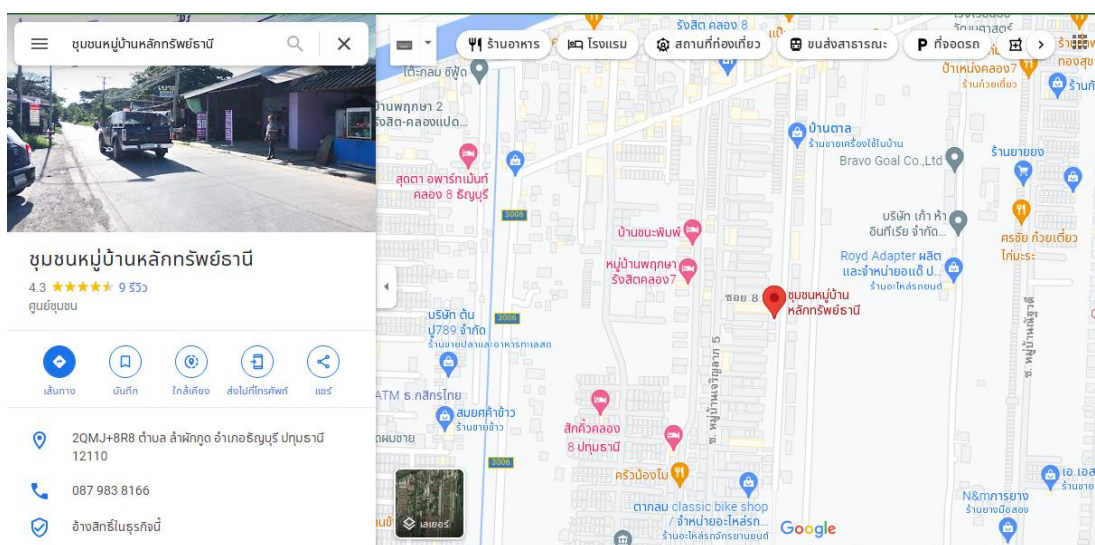 ชุมชนหมู่บ้านหลักทรัพย์ธานี
ชุมชนหมู่บ้านหลักทรัพย์ธานี
4.3
9 รีวิว
ศูนย์ชุมชน
เส้นทาง
บันทึก
ใกล้เคียง
ส่งไปที่โทรศัพท์
แชร์
2QMJ+8R8 ตำบล ลำผักกูด อำเภอธัญบุรี ปทุมธานี
12110
087 983 8166
อ้างสิทธิ์ในธุรกิจนี้
ร้านอาหาร
โรงแรม
สถานที่ท่องเที่ยว
ขนส่งสาธารณะ
P ที่จอดรถ
รังสิต คลอง 8
โต๊ะกลม ซีฟู้ด
บ้านพฤกษา 2
รังสิต-คลองแปด...
สุดตา อพาร์ทเม้นท์
คลอง 8 ธัญบุรี
3006
บ้านชนะพิมพ์
หมู่บ้านพฤกษา
รังสิตคลอง7
บ้านตาล
ร้านขายเครื่องใช้ในบ้าน
Bravo Goal Co.,Ltd
ป้าเหน่งคลอง7
ร้านก๋วยเตี๋ยว
ร้านยายยง
บริษัท เก้า ห้า
อินทีเรีย จำกัด...
ศรชัย ก๋วยเตี๋ยว
ไก่มะระ
Royd Adapter ผลิต
และจำหน่ายอแด๊ป ป...
ร้านอะไหล่รถยนต์
ซอย 8
ชุมชนหมู่บ้าน
หลักทรัพย์ธานี
บริษัท ต้น
ปู789 จำกัด
3006
ร้านขายปลาและอาหารทะเลสด
ATM ธ.กสิกรไทย
สมยศค้าข้าว
ร้านขายข้าว
ซ. หมู่บ้านเจริญลาภ 5
สักคิ้วคลอง
8 ปทุมธานี
3006
ครัวน้องโม
ตากลม classic bike shop
/ จำหน่ายอะไหล่รถ...
ร้านอะไหล่รถจักรยานยนต์
N&mการยาง
ร้านยางมือสอง
เลเยอร์
Google